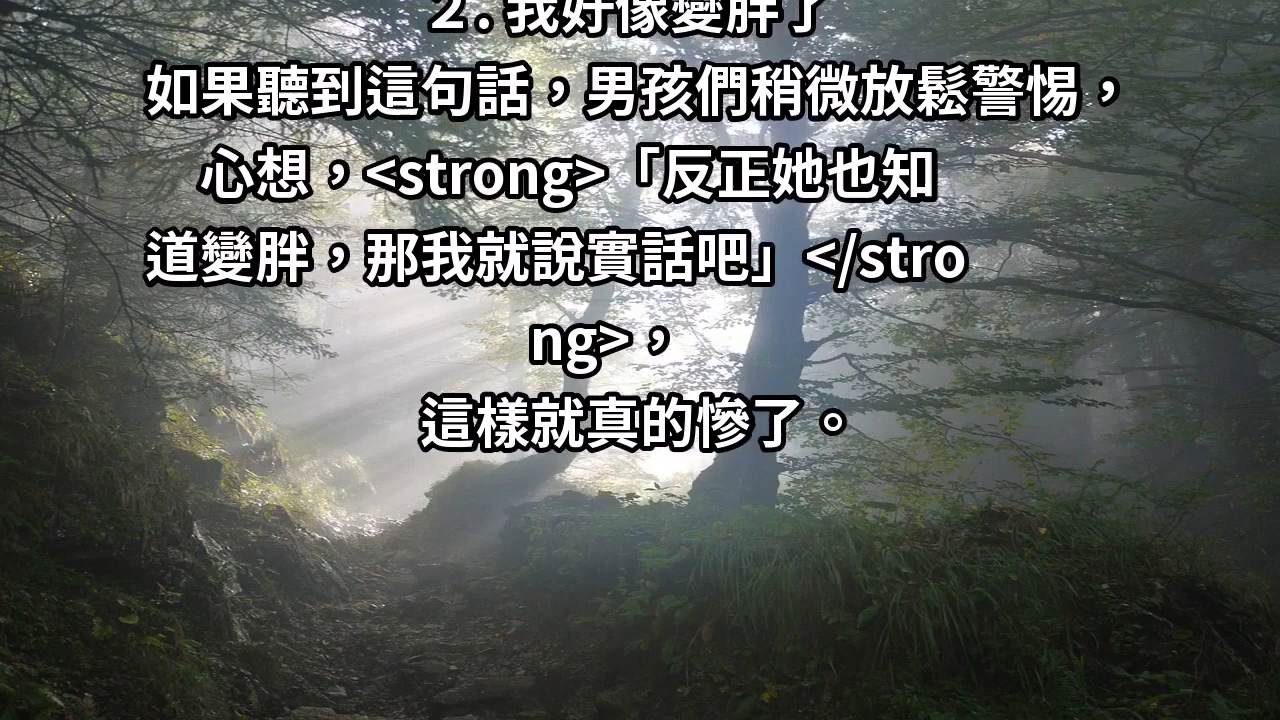 2. 我好像變胖了
如果聽到這句話，男孩們稍微放鬆警惕，
心想，<strong>「反正她也知
道變胖，那我就說實話吧」</stro
ng>，
這樣就真的慘了。